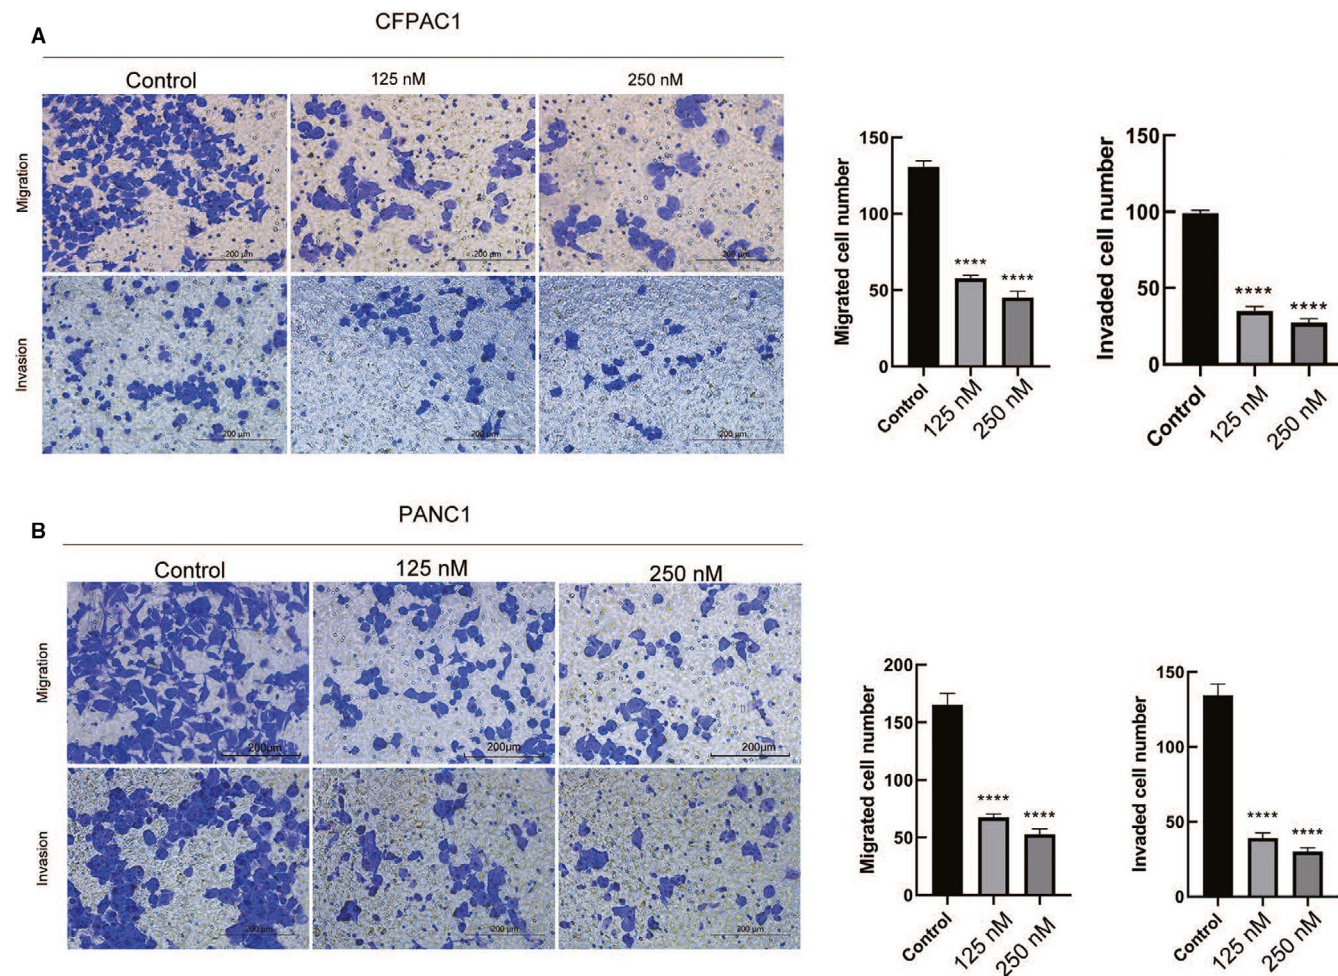 CFPAC1
A
Control 125 nM 250 nM
Migration
200 µm 200 µm 200 µm
Invasion
200 µm 200 µm 200 µm
Migrated cell number
150
100
50
0
****
****
Control 125 nM 250 nM
Invaded cell number
150
100
50
0
****
****
Control 125 nM 250 nM
PANC1
B
Control 125 nM 250 nM
Migration
200µm 200µm 200µm
Invasion
200 µm 200 µm 200 µm
Migrated cell number
200
150
100
50
0
****
****
Control 125 nM 250 nM
Invaded cell number
150
100
50
0
****
****
Control 125 nM 250 nM